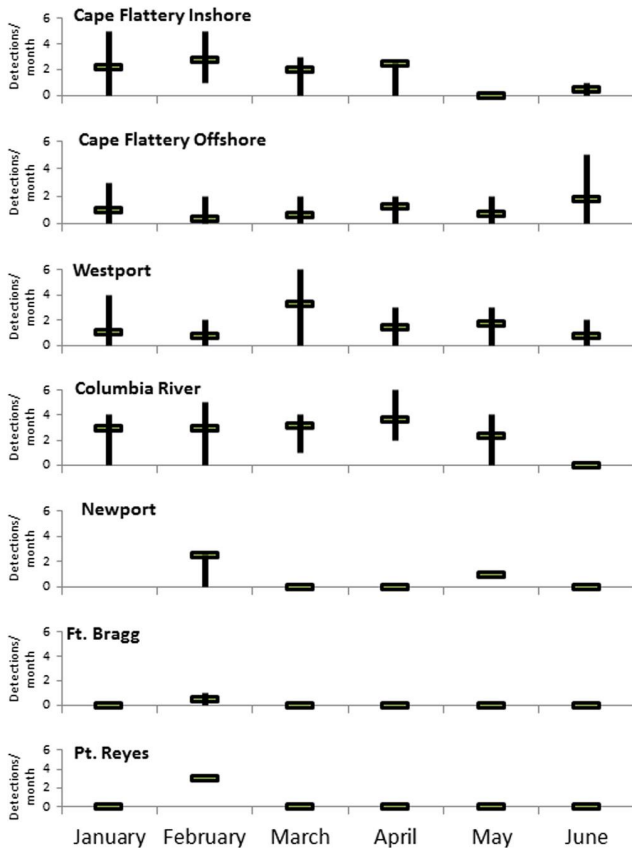 Cape Flattery Inshore
Detections/
month
6
4
2
0
Cape Flattery Offshore
Detections/
month
6
4
2
0
Westport
Detections/
month
6
4
2
0
Columbia River
Detections/
month
6
4
2
0
Newport
Detections/
month
6
4
2
0
Ft. Bragg
Detections/
month
6
4
2
0
Pt. Reyes
Detections/
month
6
4
2
0
January February March April May June